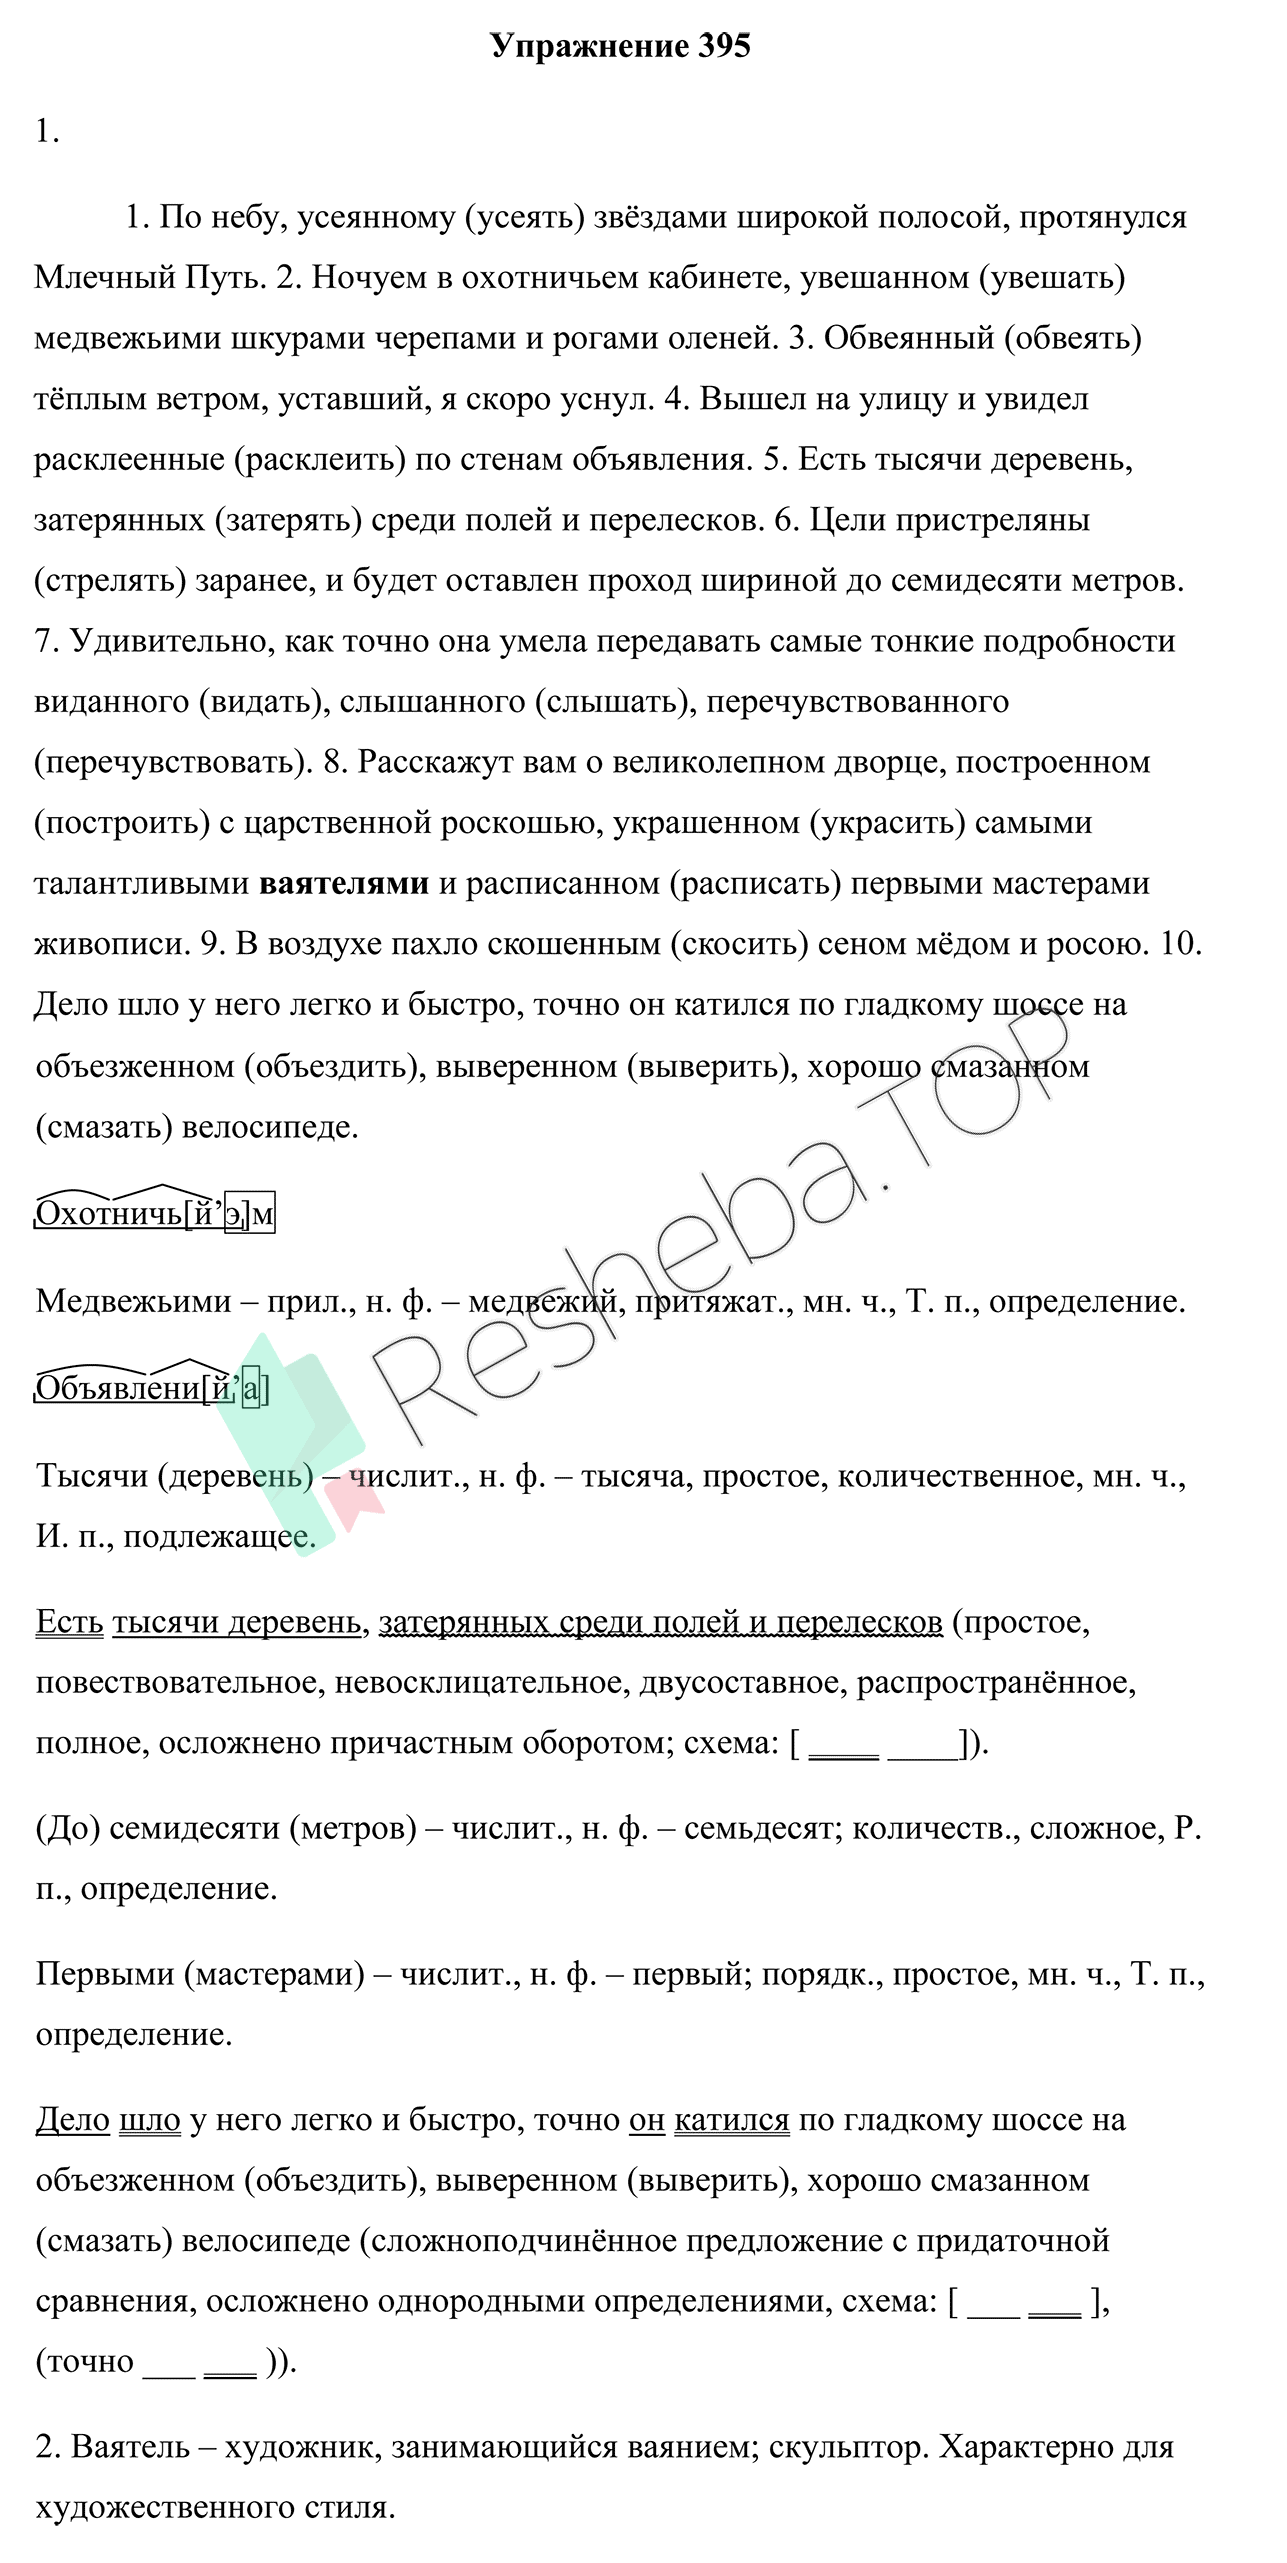 Упражнение 395
1.
1. По небу, усеянному (усеять) звёздами широкой полосой, протянулся
Млечный Путь. 2. Ночуем в охотничьем кабинете, увешанном (увешать)
медвежьими шкурами черепами и рогами оленей. 3. Обвеянный (обвеять)
тёплым ветром, уставший, я скоро уснул. 4. Вышел на улицу и увидел
расклеенные (расклеить) по стенам объявления. 5. Есть тысячи деревень,
затерянных (затерять) среди полей и перелесков. 6. Цели пристреляны
(стрелять) заранее, и будет оставлен проход шириной до семидесяти метров.
7. Удивительно, как точно она умела передавать самые тонкие подробности
виданного (видать), слышанного (слышать), перечувствованного
(перечувствовать). 8. Расскажут вам о великолепном дворце, построенном
(построить) с царственной роскошью, украшенном (украсить) самыми
талантливыми ваятелями и расписанном (расписать) первыми мастерами
живописи. 9. В воздухе пахло скошенным (скосить) сеном мёдом и росою. 10.
Дело шло у него легко и быстро, точно он катился по гладкому шоссе на
объезженном (объездить), выверенном (выверить), хорошо смазанном
(смазать) велосипеде.
Охотничь[й’э]м
Медвежьими – прил., н. ф. – медвежий, притяжат., мн. ч., Т. п., определение.
Объявлени[й’а]
Тысячи (деревень) – числит., н. ф. – тысяча, простое, количественное, мн. ч.,
И. п., подлежащее.
Есть тысячи деревень, затерянных среди полей и перелесков (простое,
повествовательное, невосклицательное, двусоставное, распространённое,
полное, осложнено причастным оборотом; схема: [ ____ ____]).
(До) семидесяти (метров) – числит., н. ф. – семьдесят; количеств., сложное, Р.
п., определение.
Первыми (мастерами) – числит., н. ф. – первый; порядк., простое, мн. ч., Т. п.,
определение.
Дело шло у него легко и быстро, точно он катился по гладкому шоссе на
объезженном (объездить), выверенном (выверить), хорошо смазанном
(смазать) велосипеде (сложноподчинённое предложение с придаточной
сравнения, осложнено однородными определениями, схема: [ ___ ___ ],
(точно ___ ___ )).
2. Ваятель – художник, занимающийся ваянием; скульптор. Характерно для
художественного стиля.
Resheba.TOP